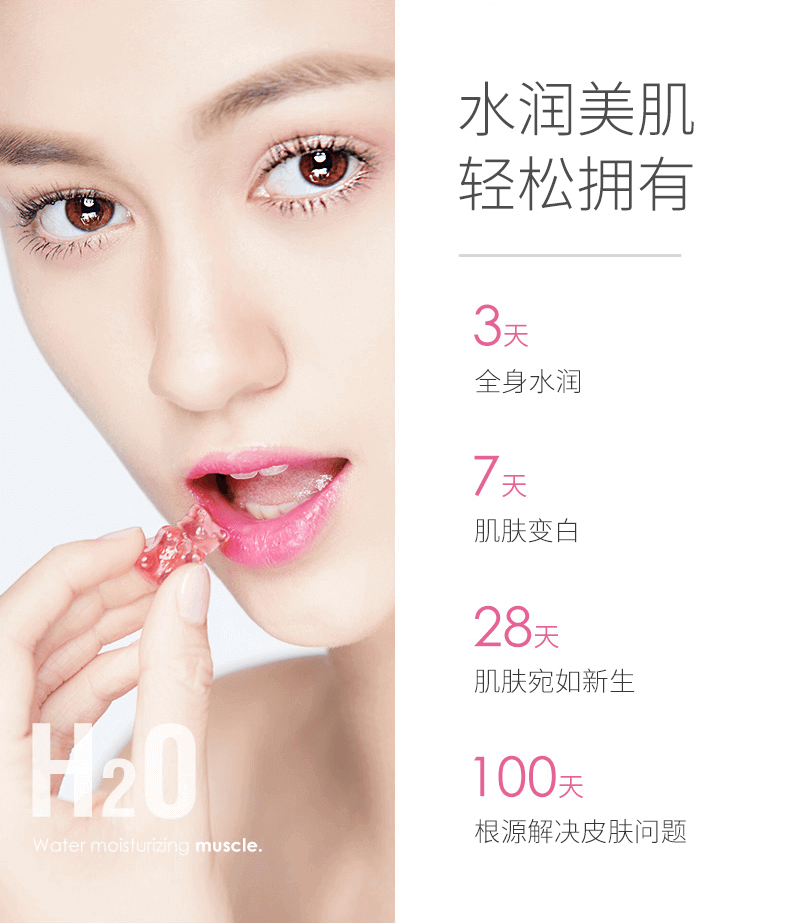 水润美肌
轻松拥有
3天
全身水润
7天
肌肤变白
28天
肌肤宛如新生
100天
根源解决皮肤问题
H2O
Water moisturizing muscle.